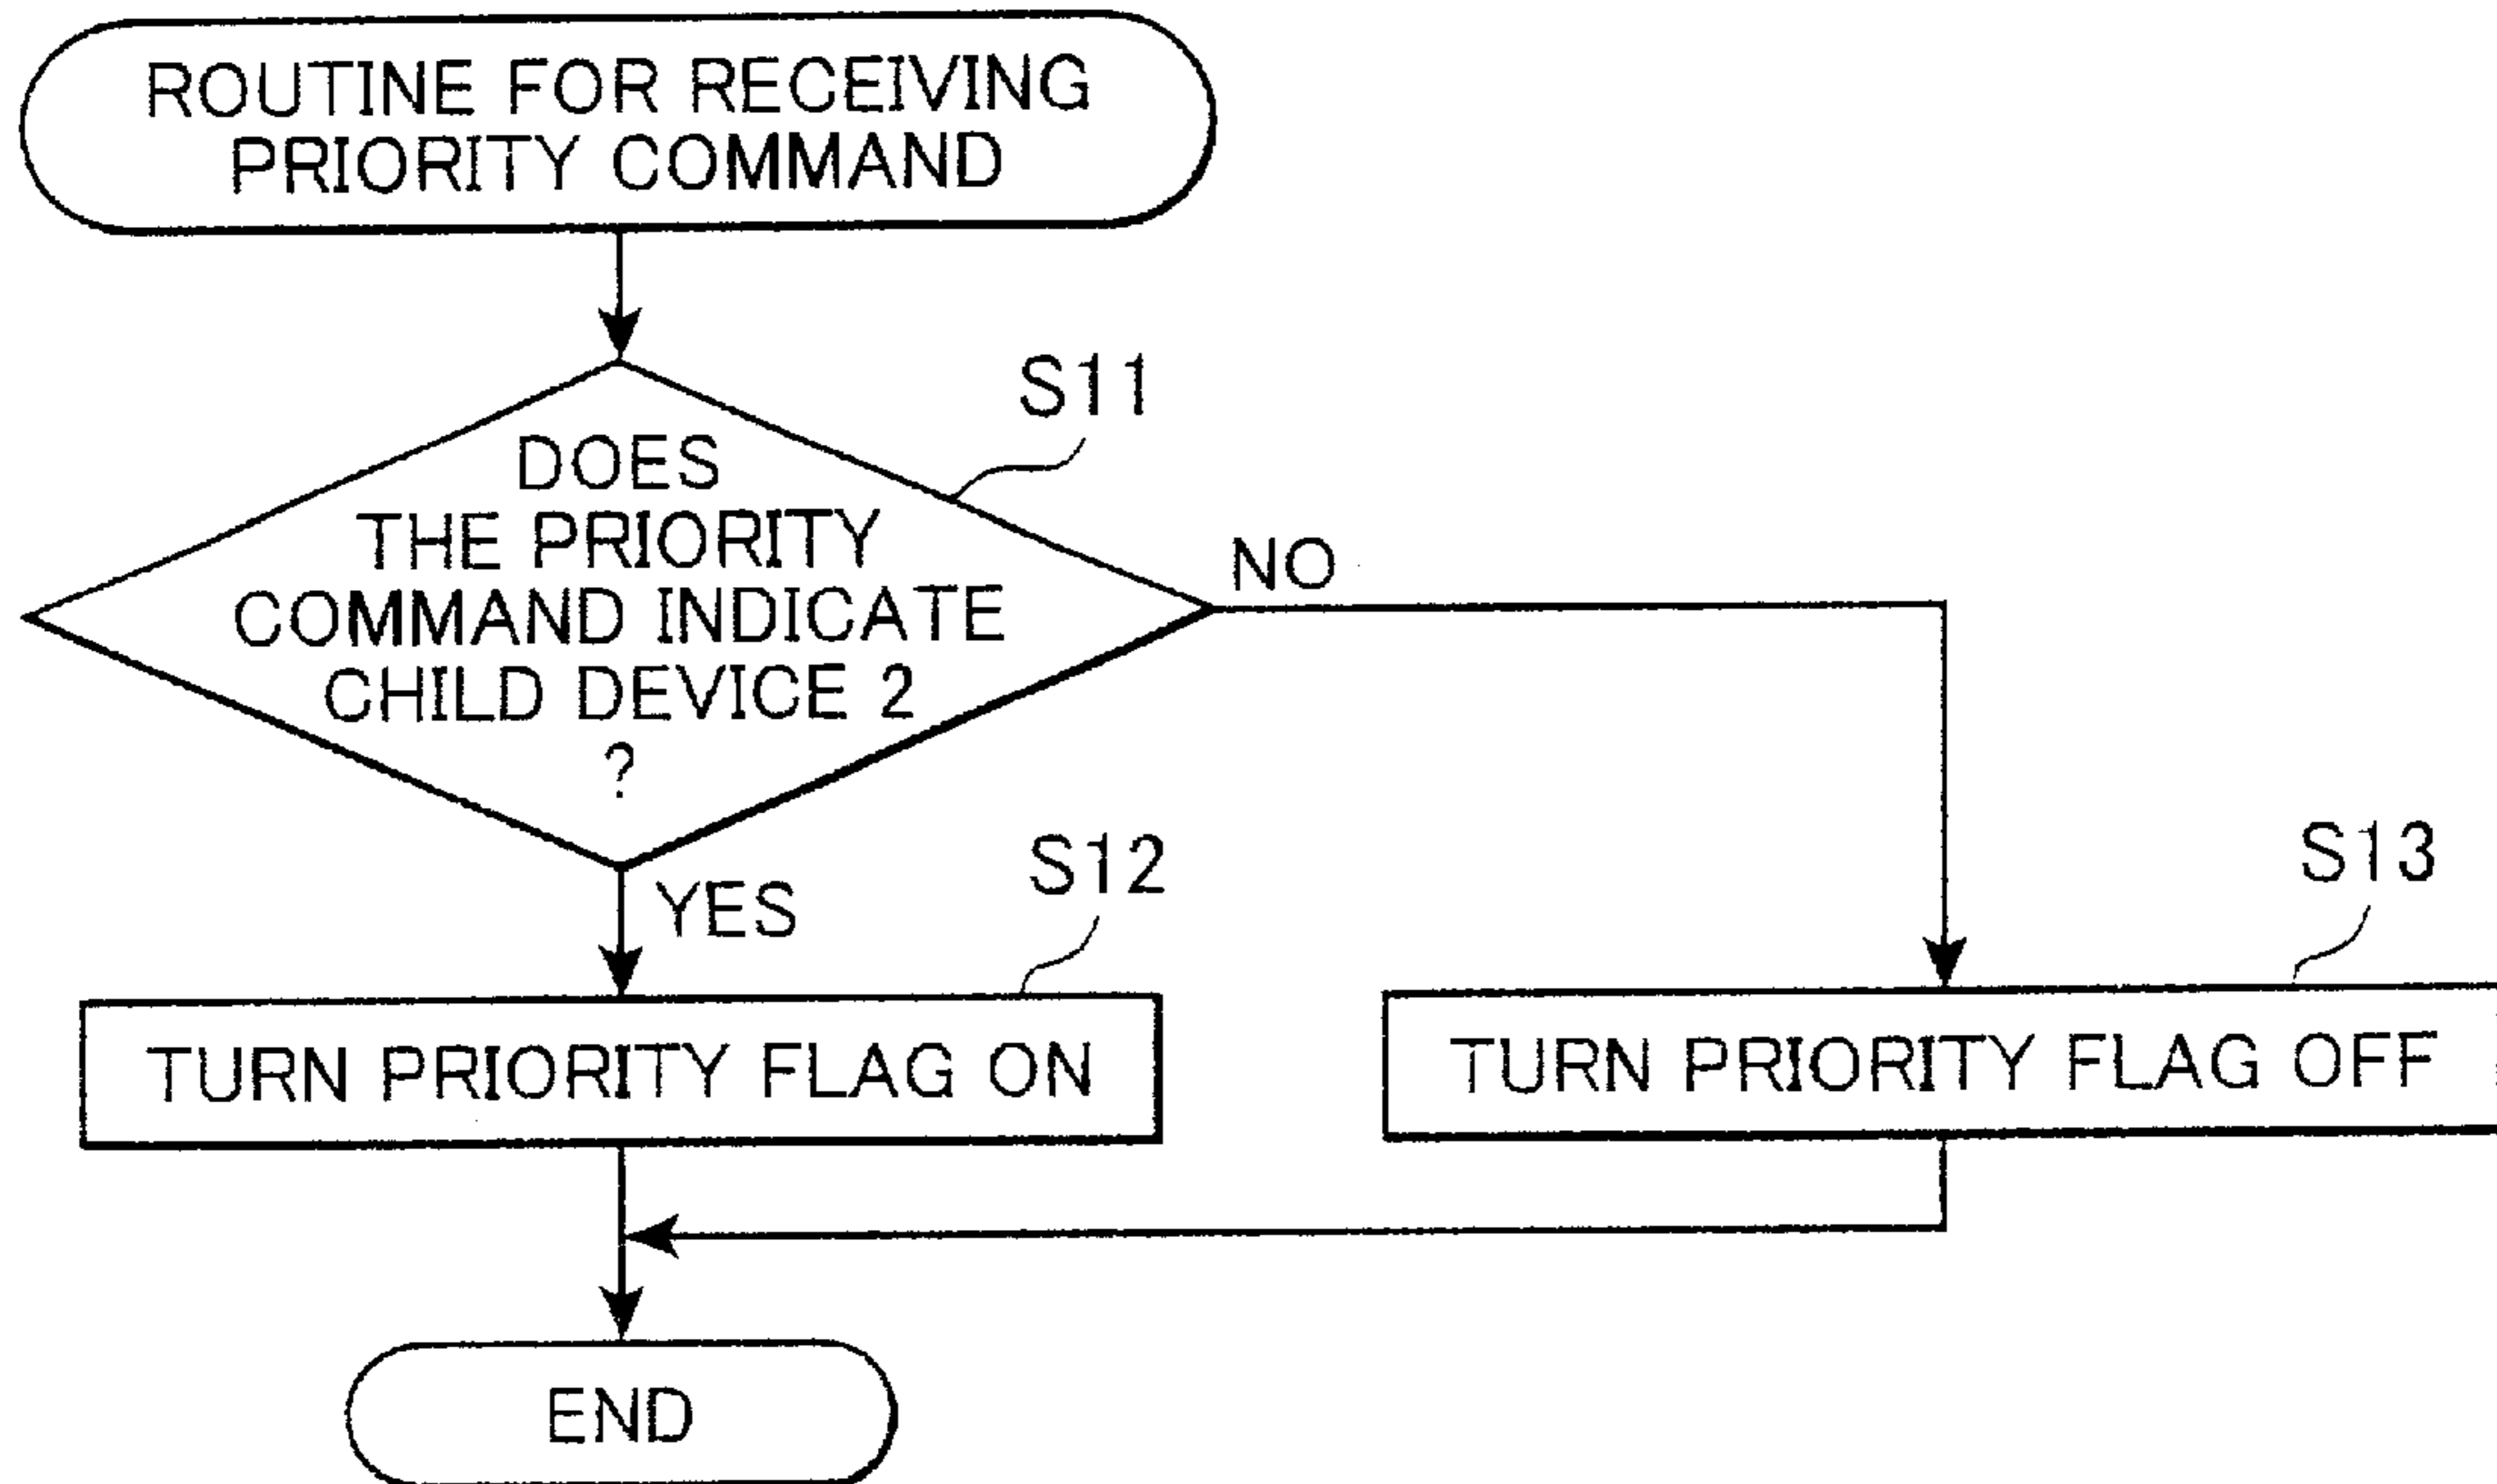 ROUTINE FOR RECEIVING
PRIORITY COMMAND
S11
DOES
THE PRIORITY
COMMAND INDICATE
CHILD DEVICE 2
?
NO
YES
S12
S13
TURN PRIORITY FLAG ON
TURN PRIORITY FLAG OFF
END